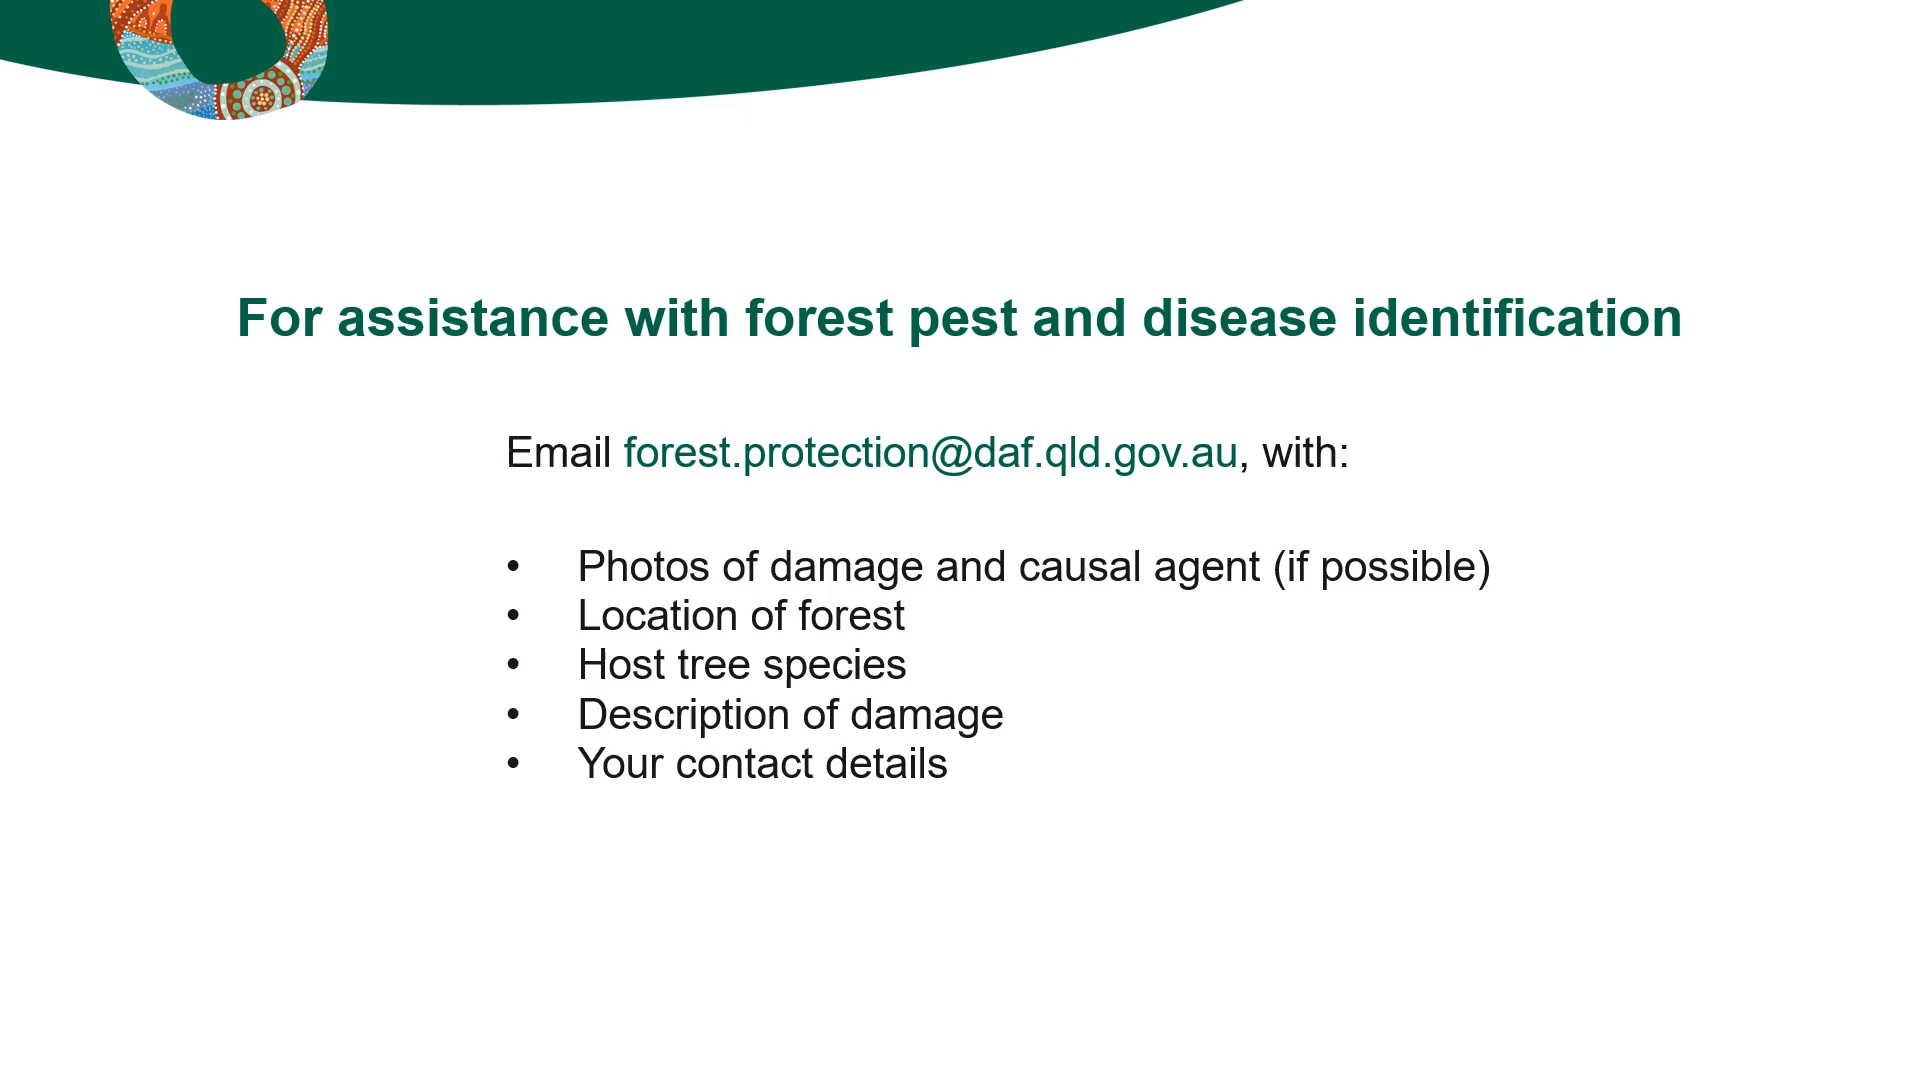 For assistance with forest pest and disease identification
Email forest.protection@daf.qld.gov.au, with:
• Photos of damage and causal agent (if possible)
• Location of forest
• Host tree species
• Description of damage
• Your contact details